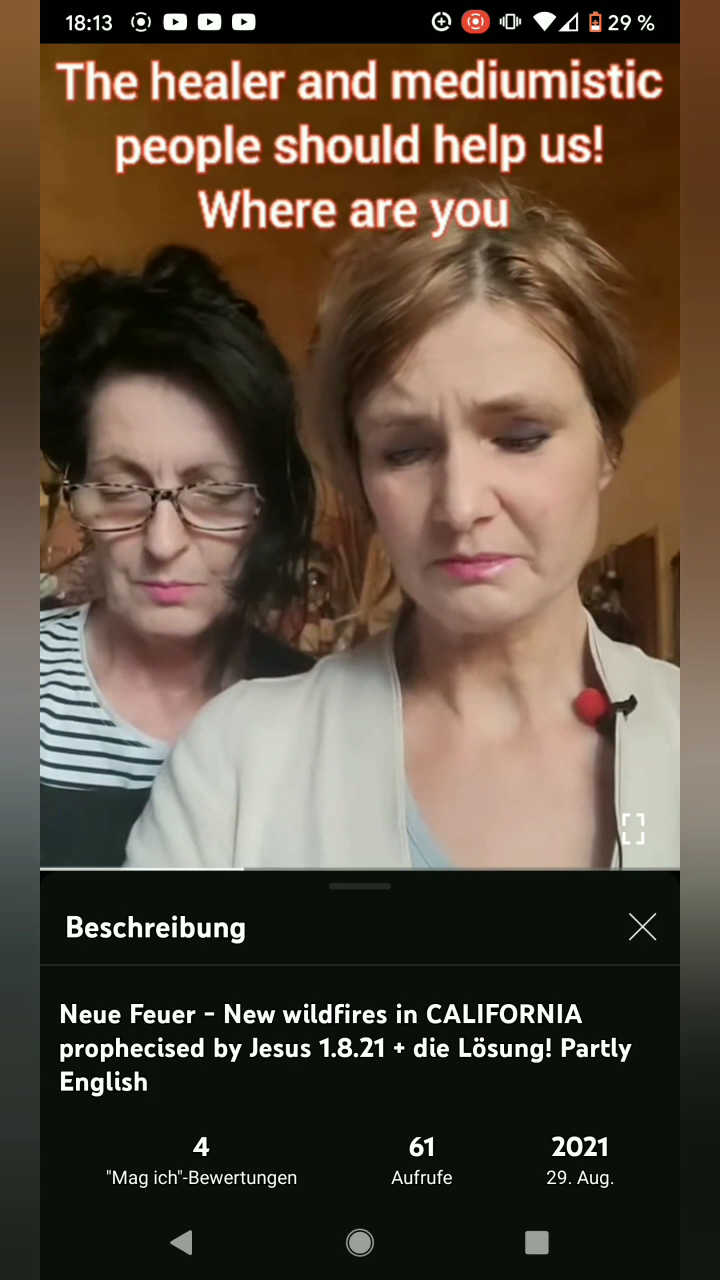 18:13
29 %
The healer and mediumistic
people should help us!
Where are you
Beschreibung
Neue Feuer - New wildfires in CALIFORNIA
prophecised by Jesus 1.8.21 + die Lösung! Partly
English
4 61 2021
"Mag ich"-Bewertungen Aufrufe 29. Aug.